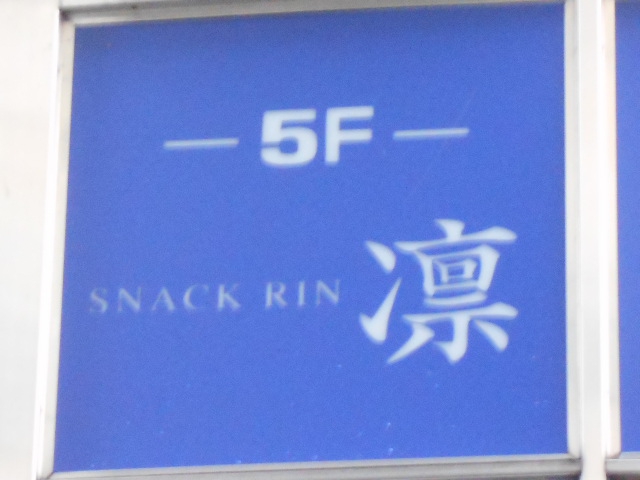 — 5F —
SNACK RIN 凛